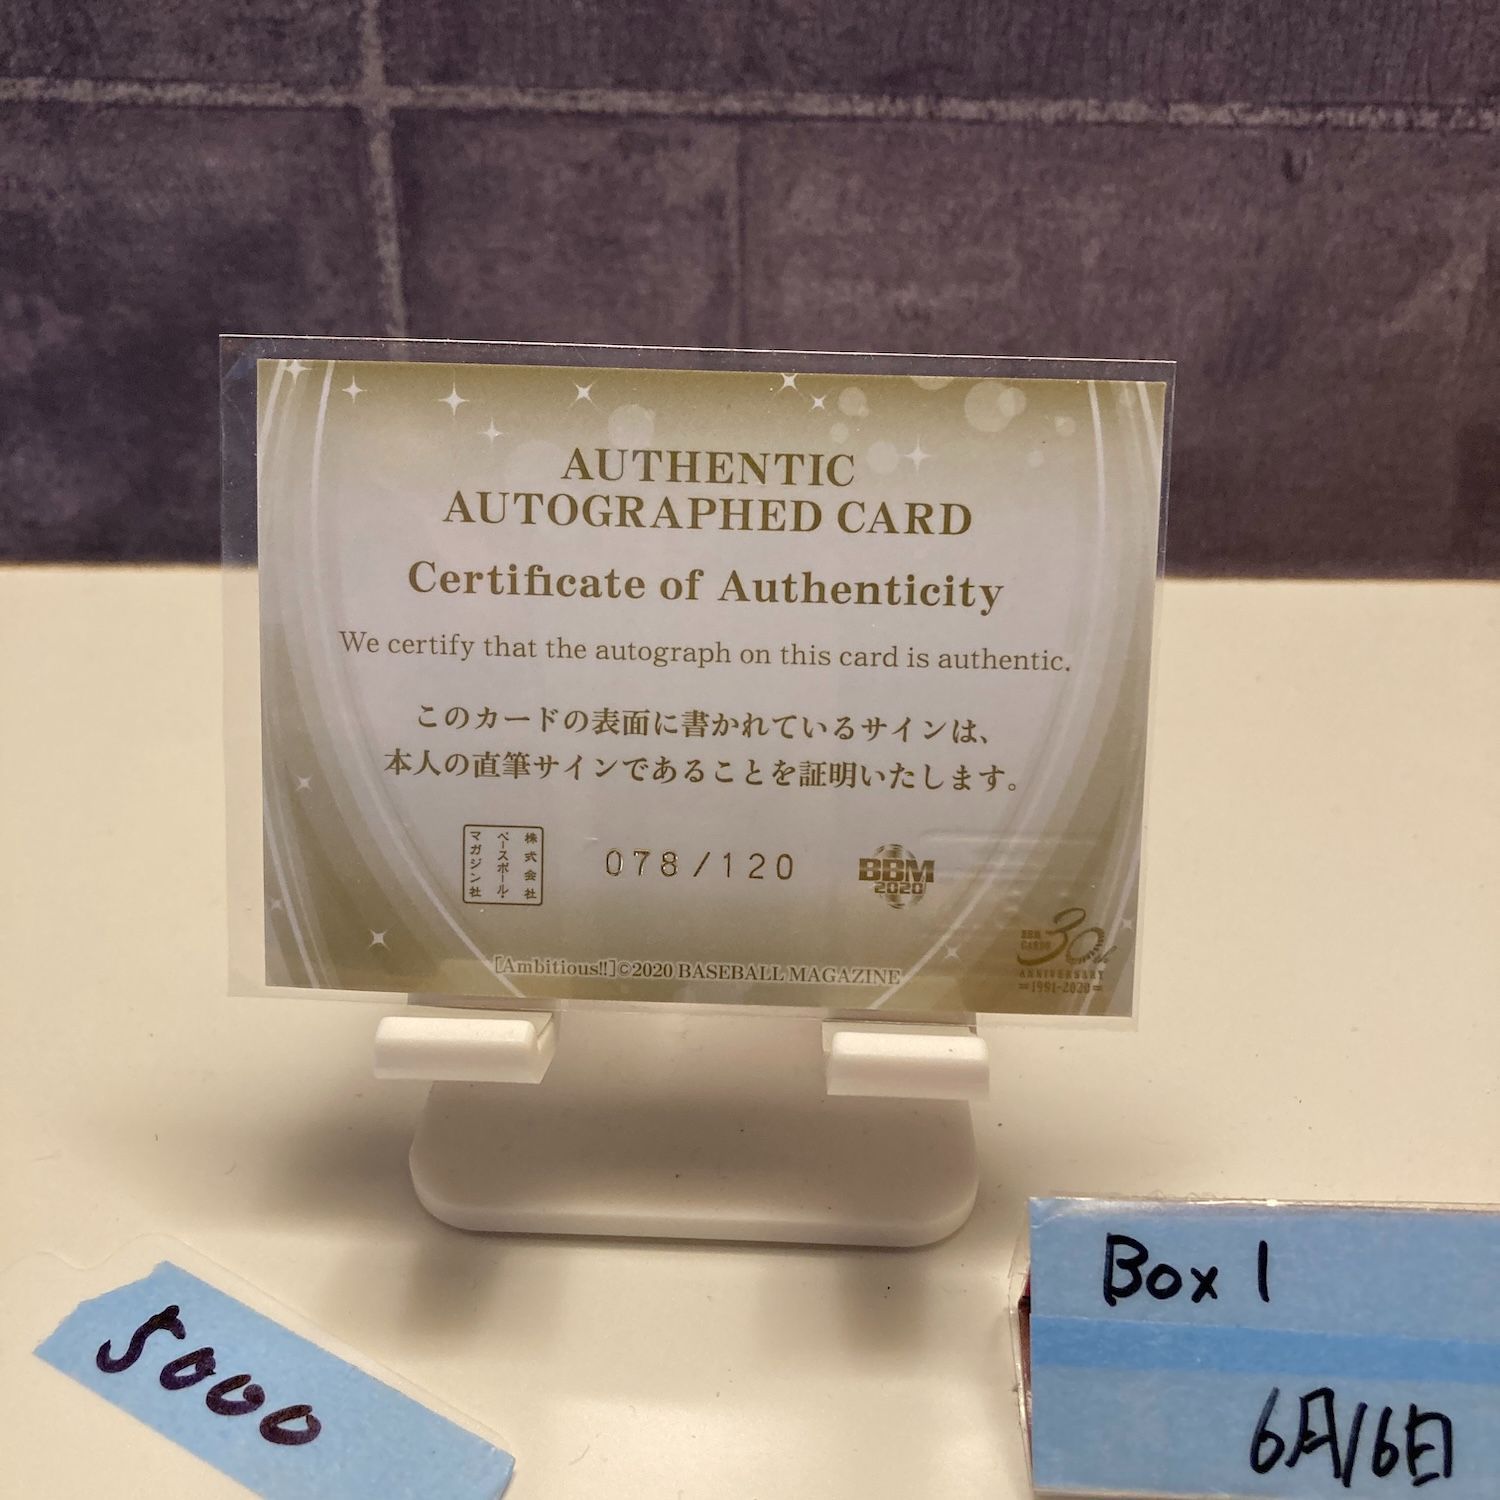 AUTHENTIC
AUTOGRAPHED CARD
Certificate of Authenticity
We certify that the autograph on this card is authentic.
このカードの表面に書かれているサインは、
本人の直筆サインであることを証明いたします。
株式会社
ベースボール・
マガジン社
078/120
BBM
2020
BBM
CARDS
30th
ANNIVERSARY
=1991-2020=
[Ambitious!!]©2020 BASEBALL MAGAZINE
5000
Box 1
6月16日